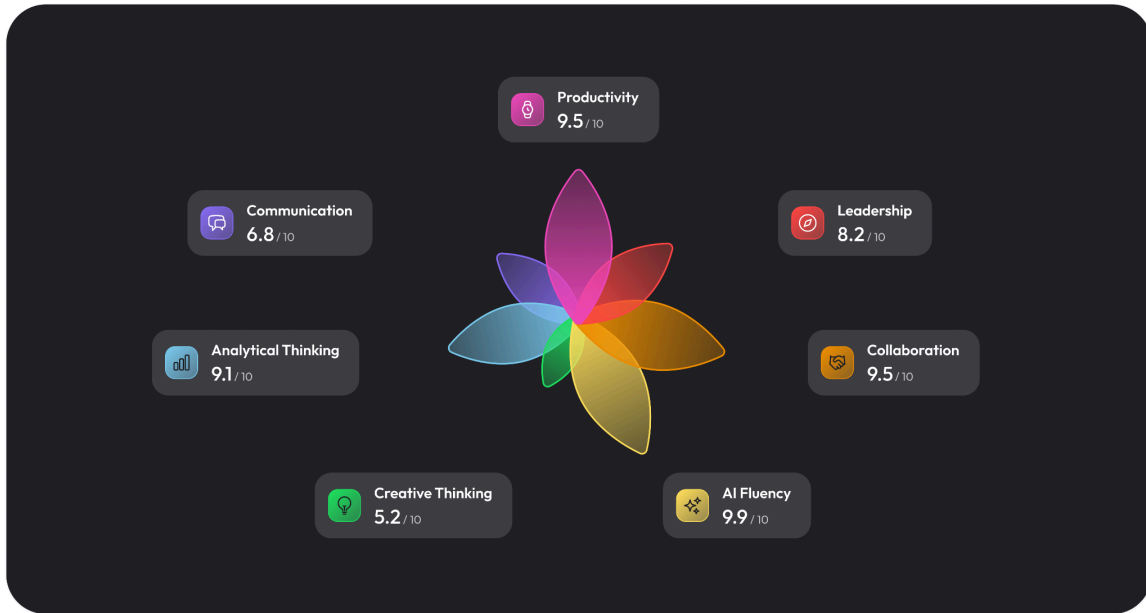 Productivity
9.5 / 10
Communication
6.8 / 10
Leadership
8.2 / 10
Analytical Thinking
9.1 / 10
Collaboration
9.5 / 10
Creative Thinking
5.2 / 10
AI Fluency
9.9 / 10